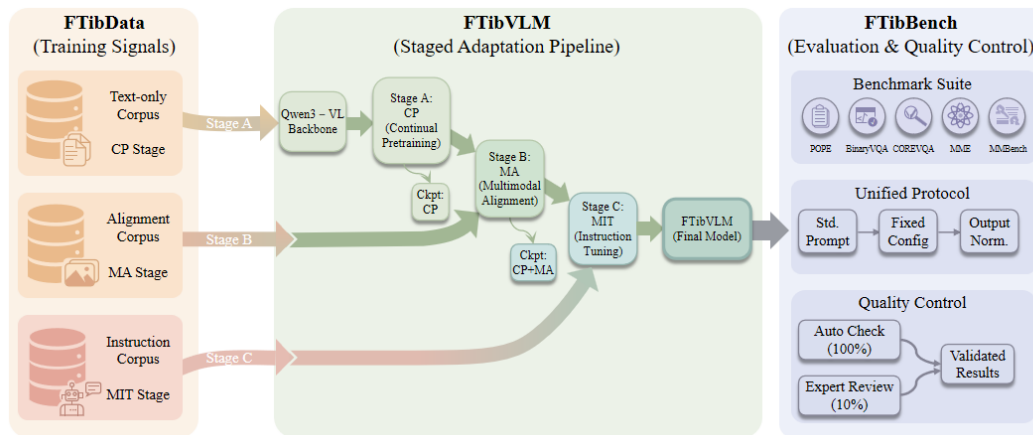 FTibData
(Training Signals)
Text-only
Corpus
CP Stage
Alignment
Corpus
MA Stage
Instruction
Corpus
MIT Stage
Stage A
Stage B
Stage C
FTibVLM
(Staged Adaptation Pipeline)
Qwen3 – VL
Backbone
Stage A:
CP
(Continual
Pretraining)
Ckpt:
CP
Stage B:
MA
(Multimodal
Alignment)
Ckpt:
CP+MA
Stage C:
MIT
(Instruction
Tuning)
FTibVLM
(Final Model)
FTibBench
(Evaluation & Quality Control)
Benchmark Suite
POPE
BinaryVQA
COREVQA
MME
MMBench
Unified Protocol
Std.
Prompt
Fixed
Config
Output
Norm.
Quality Control
Auto Check
(100%)
Expert Review
(10%)
Validated
Results